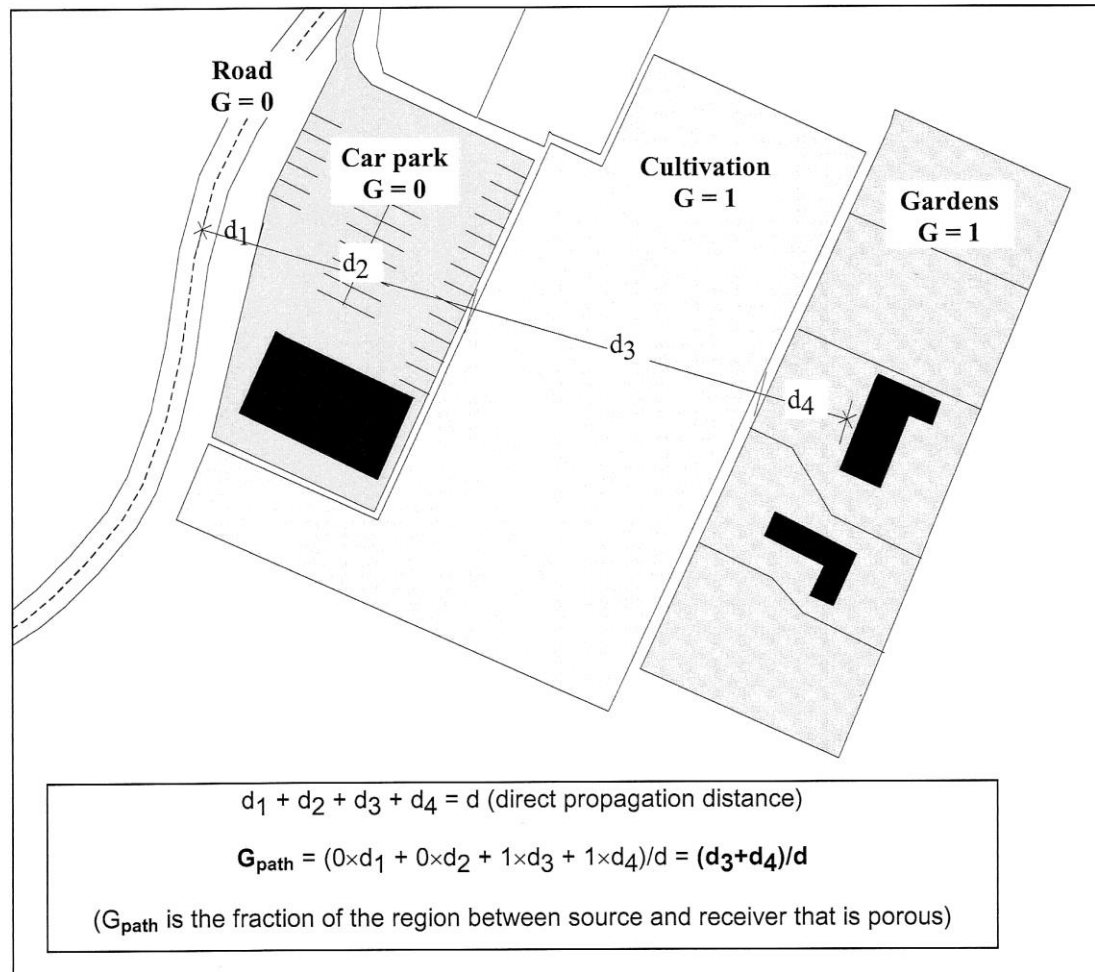 Road
G = 0
Car park
G = 0
Cultivation
G = 1
Gardens
G = 1
d₁
d₂
d₃
d₄
d₁ + d₂ + d₃ + d₄ = d (direct propagation distance)
G_path = (0×d₁ + 0×d₂ + 1×d₃ + 1×d₄)/d = (d₃+d₄)/d
(G_path is the fraction of the region between source and receiver that is porous)